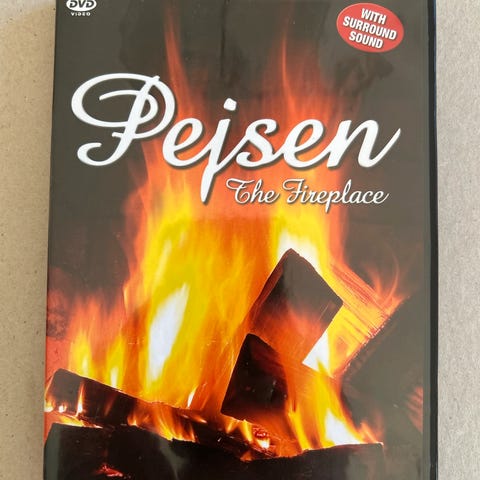 DVD
VIDEO
WITH
SURROUND
SOUND
Pejsen
The Fireplace